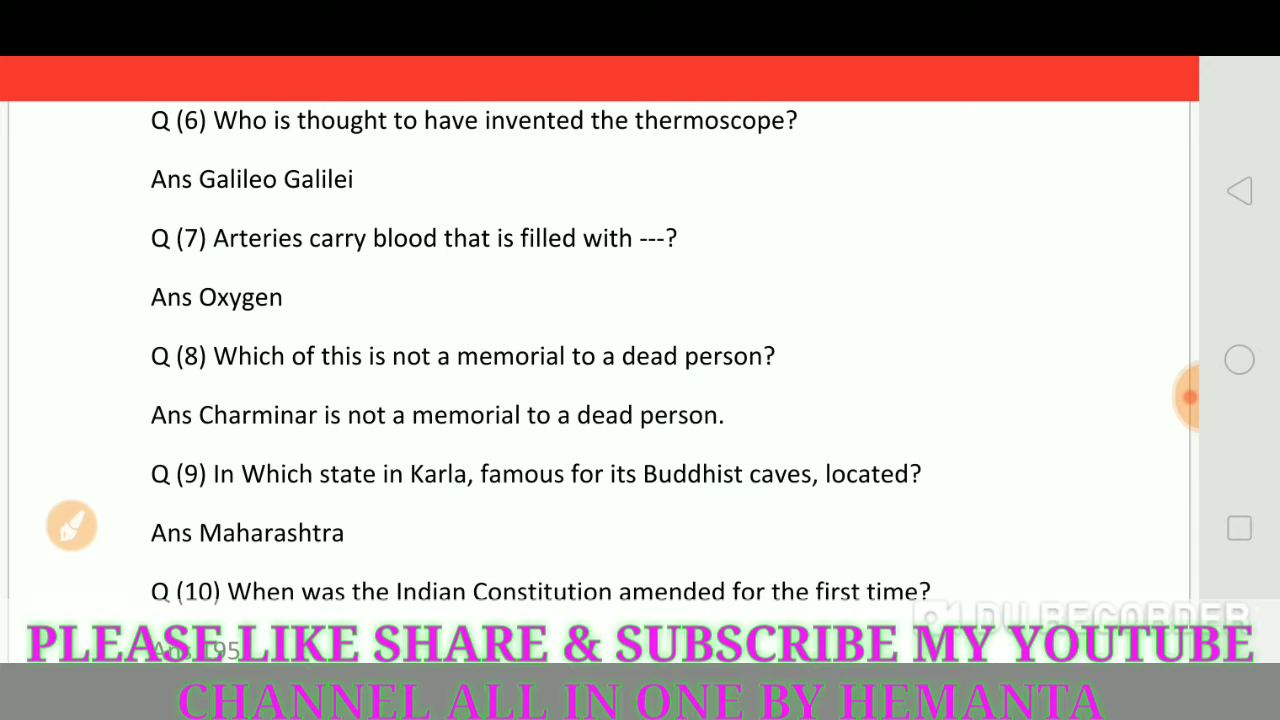 Q (6) Who is thought to have invented the thermoscope?
Ans Galileo Galilei
Q (7) Arteries carry blood that is filled with ---?
Ans Oxygen
Q (8) Which of this is not a memorial to a dead person?
Ans Charminar is not a memorial to a dead person.
Q (9) In Which state in Karla, famous for its Buddhist caves, located?
Ans Maharashtra
Q (10) When was the Indian Constitution amended for the first time?
DU RECORDER
PLEASE LIKE SHARE & SUBSCRIBE MY YOUTUBE
CHANNEL ALL IN ONE BY HEMANTA